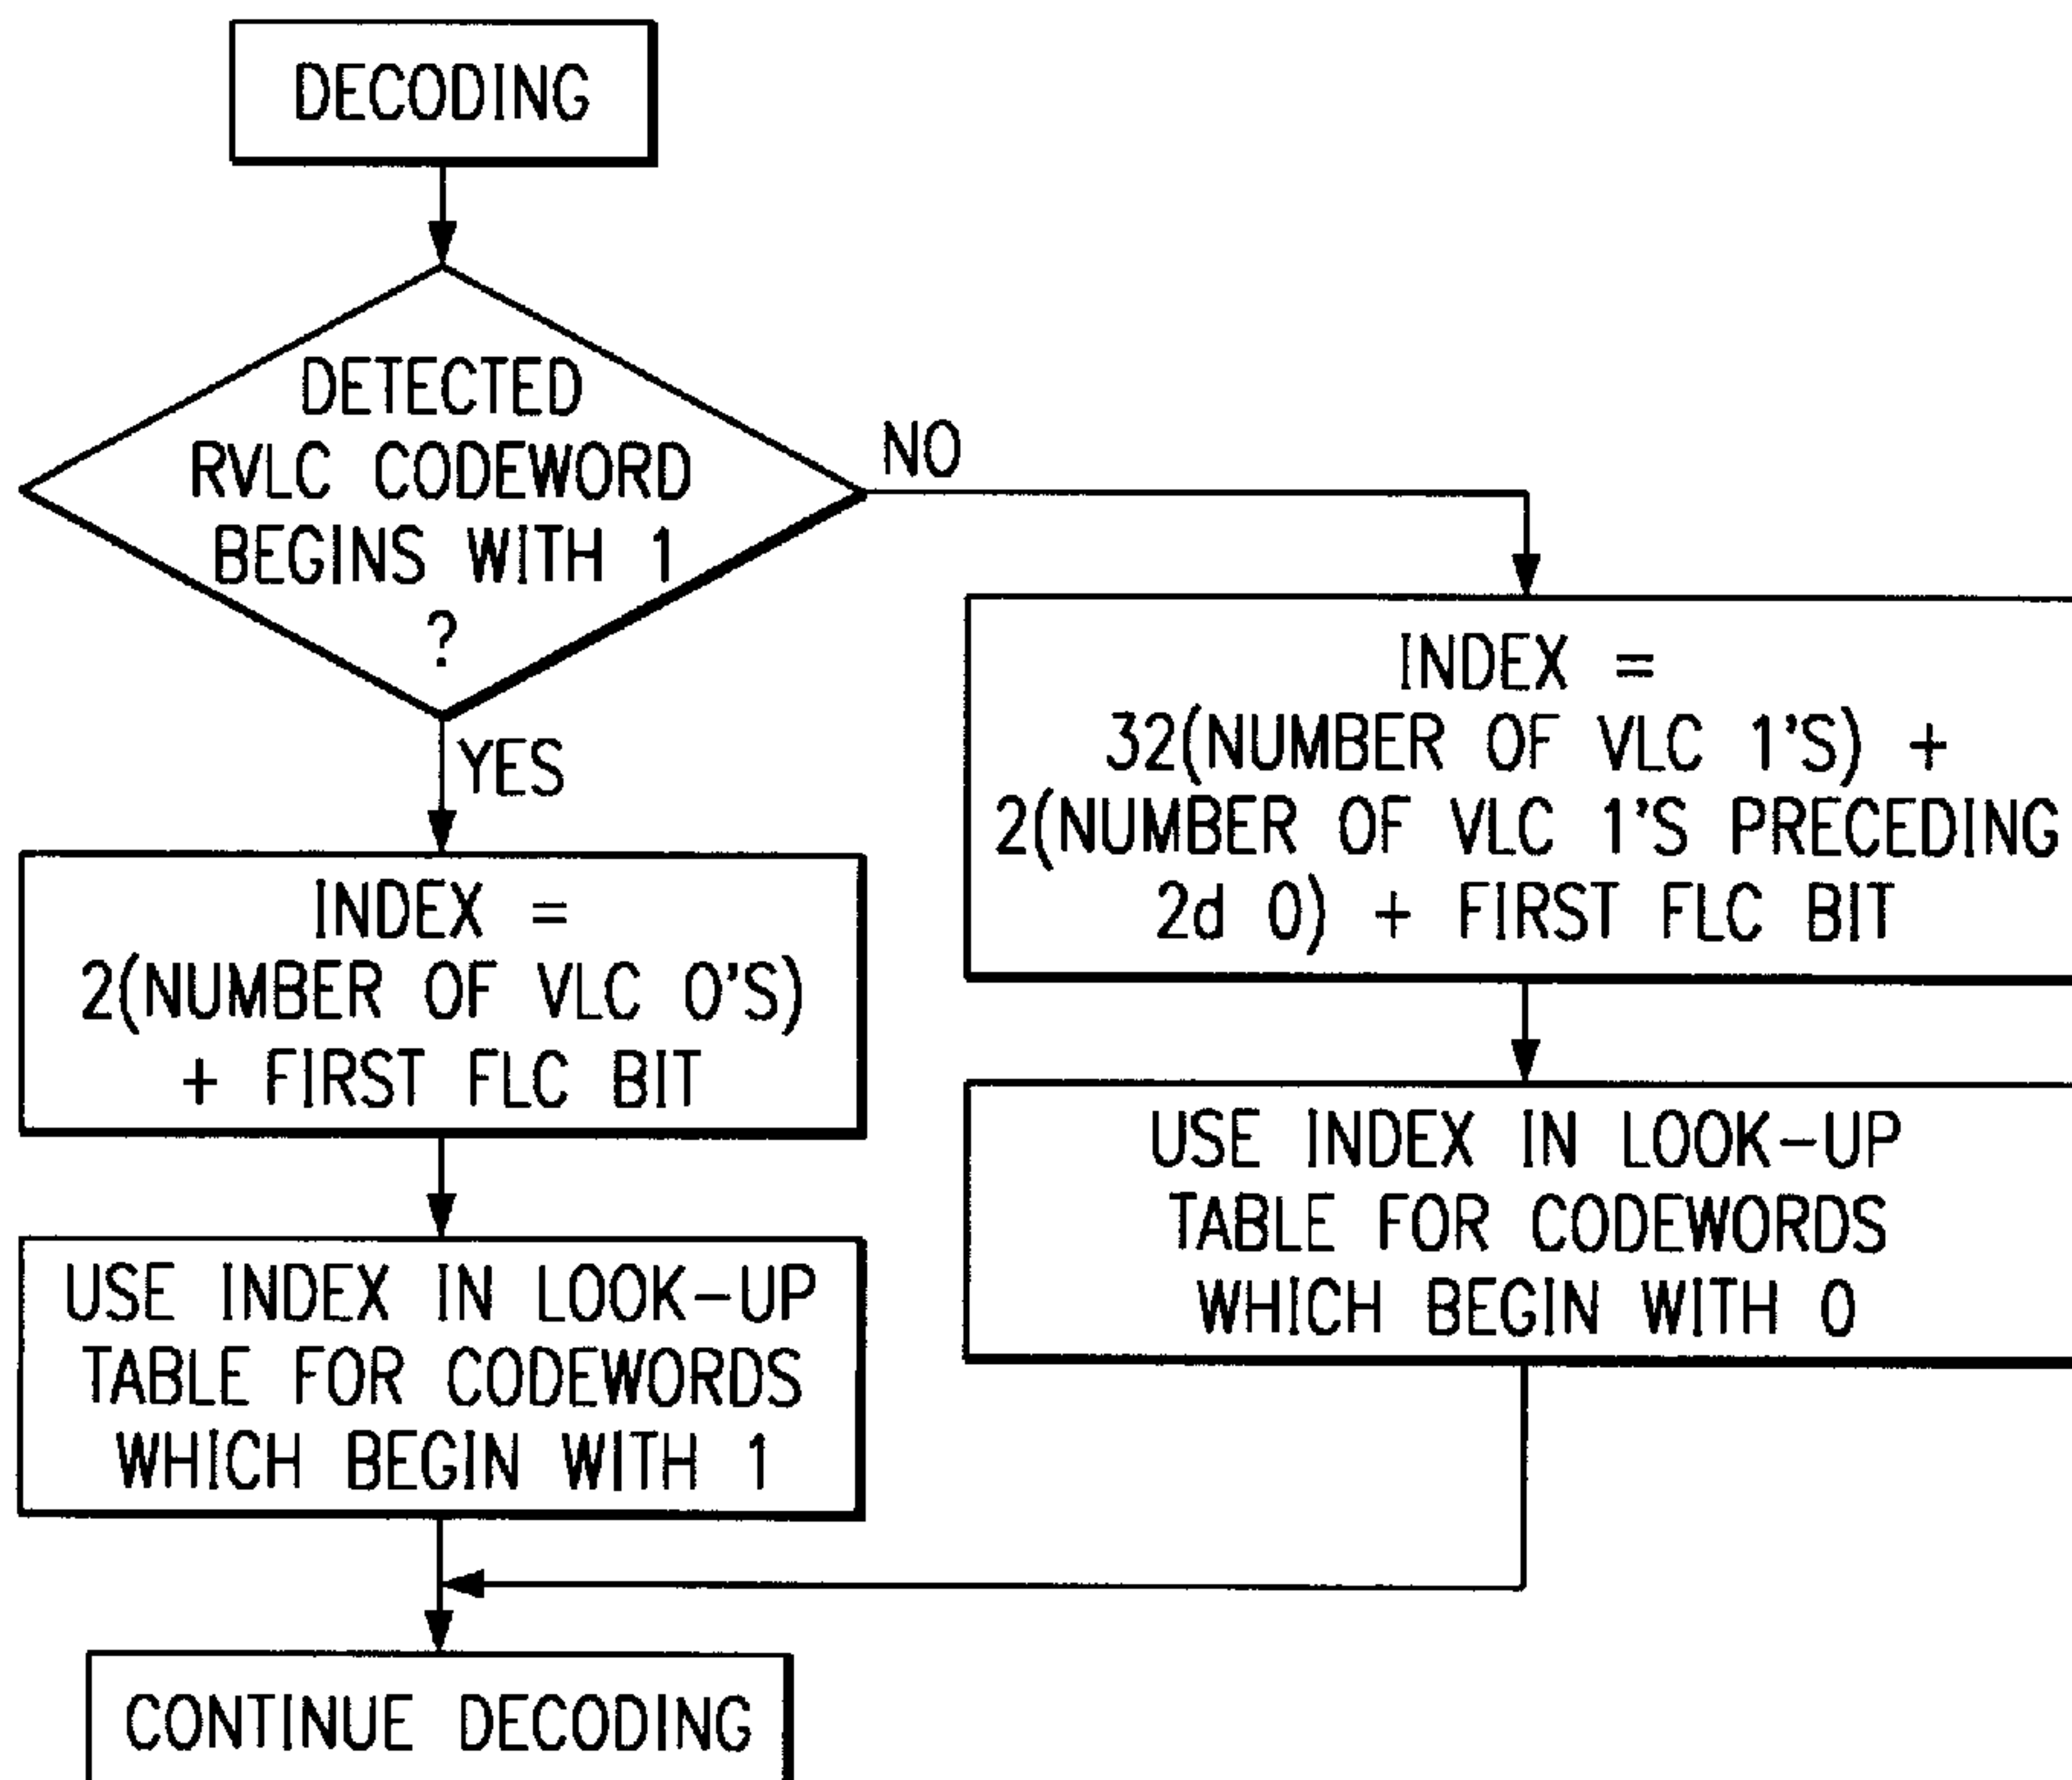 DECODING
DETECTED
RVLC CODEWORD
BEGINS WITH 1
?
NO
YES
INDEX =
32(NUMBER OF VLC 1'S) +
2(NUMBER OF VLC 1'S PRECEDING
2d 0) + FIRST FLC BIT
INDEX =
2(NUMBER OF VLC 0'S)
+ FIRST FLC BIT
USE INDEX IN LOOK-UP
TABLE FOR CODEWORDS
WHICH BEGIN WITH 0
USE INDEX IN LOOK-UP
TABLE FOR CODEWORDS
WHICH BEGIN WITH 1
CONTINUE DECODING